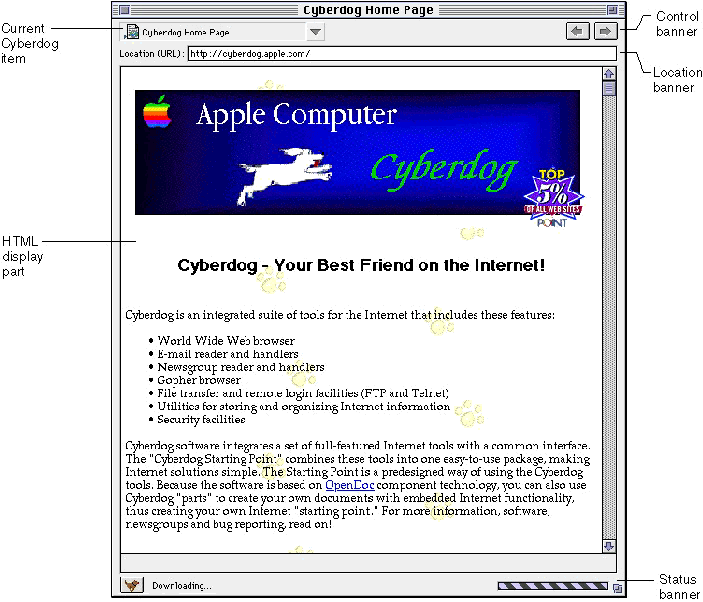 Cyberdog Home Page
Current
Cyberdog
item
Cyberdog Home Page
Control
banner
Location (URL): http://cyberdog.apple.com/
Location
banner
Apple Computer
Cyberdog
TOP
5%
OF ALL WEB SITES
POINT
HTML
display
part
Cyberdog - Your Best Friend on the Internet!
Cyberdog is an integrated suite of tools for the Internet that includes these features:
• World Wide Web browser
• E-mail reader and handlers
• Newsgroup reader and handlers
• Gopher browser
• File transfer and remote login facilities (FTP and Telnet)
• Utilities for storing and organizing Internet information
• Security facilities
Cyberdog software integrates a set of full-featured Internet tools with a common interface.
The "Cyberdog Starting Point" combines these tools into one easy-to-use package, making
Internet solutions simple. The Starting Point is a predesigned way of using the Cyberdog
tools. Because the software is based on OpenDoc component technology, you can also use
Cyberdog "parts" to create your own documents with embedded Internet functionality,
thus creating your own Internet "starting point." For more information, software,
newsgroups and bug reporting, read on!
Downloading...
Status
banner